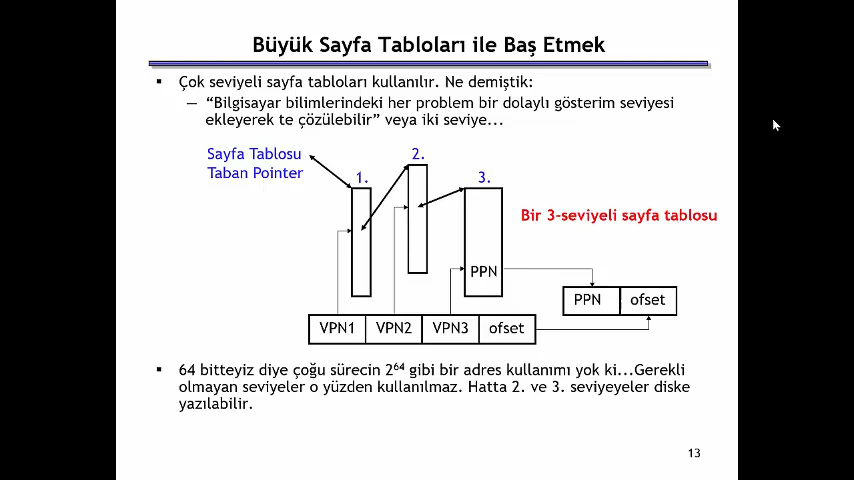 Büyük Sayfa Tabloları ile Baş Etmek
▪ Çok seviyeli sayfa tabloları kullanılır. Ne demiştik:
— “Bilgisayar bilimlerindeki her problem bir dolaylı gösterim seviyesi
ekleyerek te çözülebilir” veya iki seviye...
Sayfa Tablosu
Taban Pointer
1.
2.
3.
Bir 3-seviyeli sayfa tablosu
PPN
PPN ofset
VPN1 VPN2 VPN3 ofset
▪ 64 bitteyiz diye çoğu sürecin 2^64 gibi bir adres kullanımı yok ki...Gerekli
olmayan seviyeler o yüzden kullanılmaz. Hatta 2. ve 3. seviyeyeler diske
yazılabilir.
13